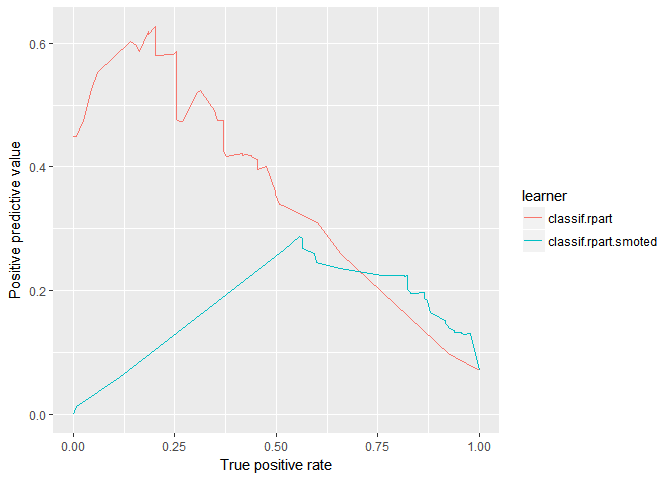 0.6
0.4
0.2
0.0
Positive predictive value
0.00 0.25 0.50 0.75 1.00
True positive rate
learner
classif.rpart
classif.rpart.smoted